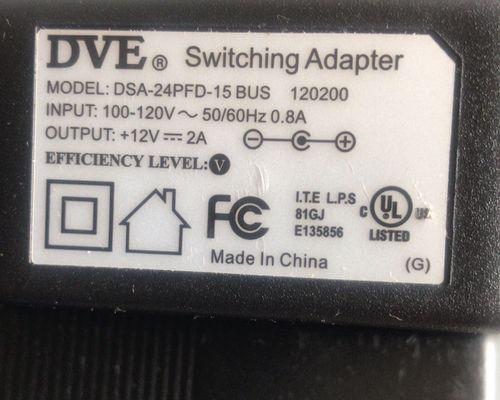 DVE® Switching Adapter
MODEL: DSA-24PFD-15 BUS 120200
INPUT: 100-120V～50/60Hz 0.8A
OUTPUT: +12V⎓2A
EFFICIENCY LEVEL: V
FC
I.T.E L.P.S
81GJ
E135856
C UL US
LISTED
Made In China
(G)